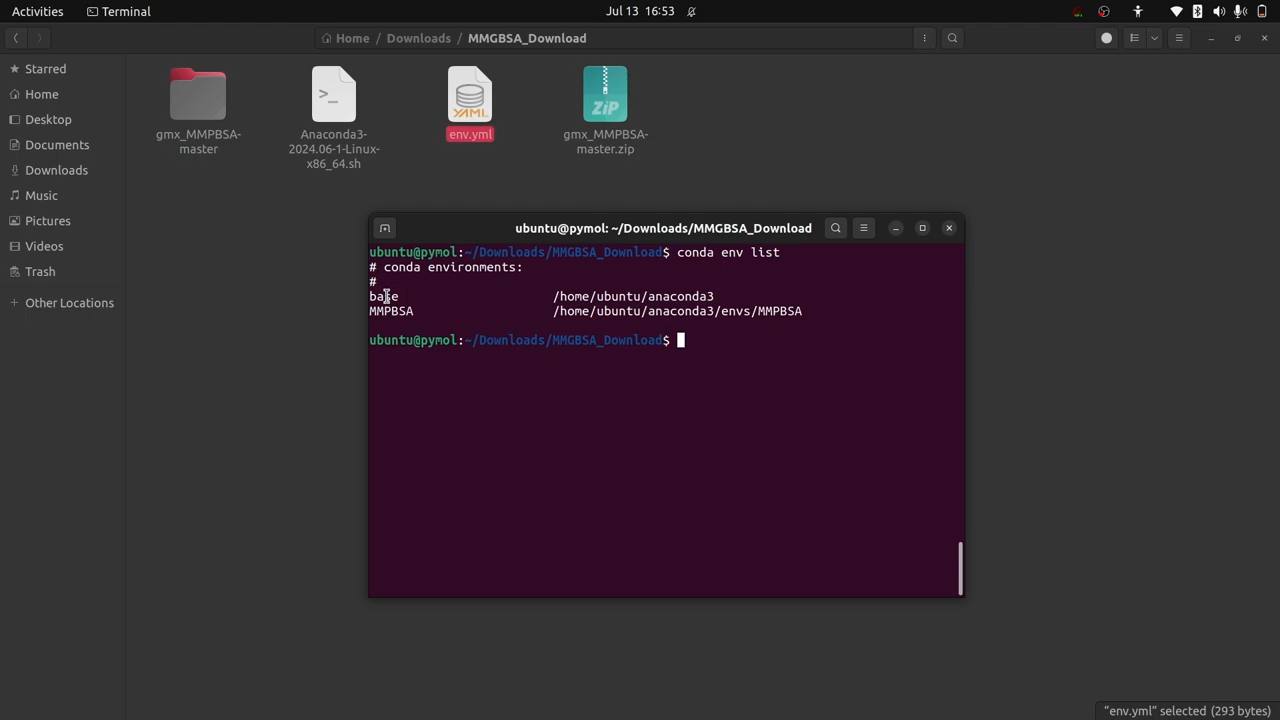 Activities
Terminal
Jul 13 16:53
Home / Downloads / MMGBSA_Download
Starred
Home
Desktop
Documents
Downloads
Music
Pictures
Videos
Trash
Other Locations
gmx_MMPBSA-
master
>_
Anaconda3-
2024.06-1-Linux-
x86_64.sh
YAML
env.yml
ZIP
gmx_MMPBSA-
master.zip
ubuntu@pymol: ~/Downloads/MMGBSA_Download
ubuntu@pymol:~/Downloads/MMGBSA_Download$ conda env list
# conda environments:
#
base /home/ubuntu/anaconda3
MMPBSA /home/ubuntu/anaconda3/envs/MMPBSA
ubuntu@pymol:~/Downloads/MMGBSA_Download$
"env.yml" selected (293 bytes)